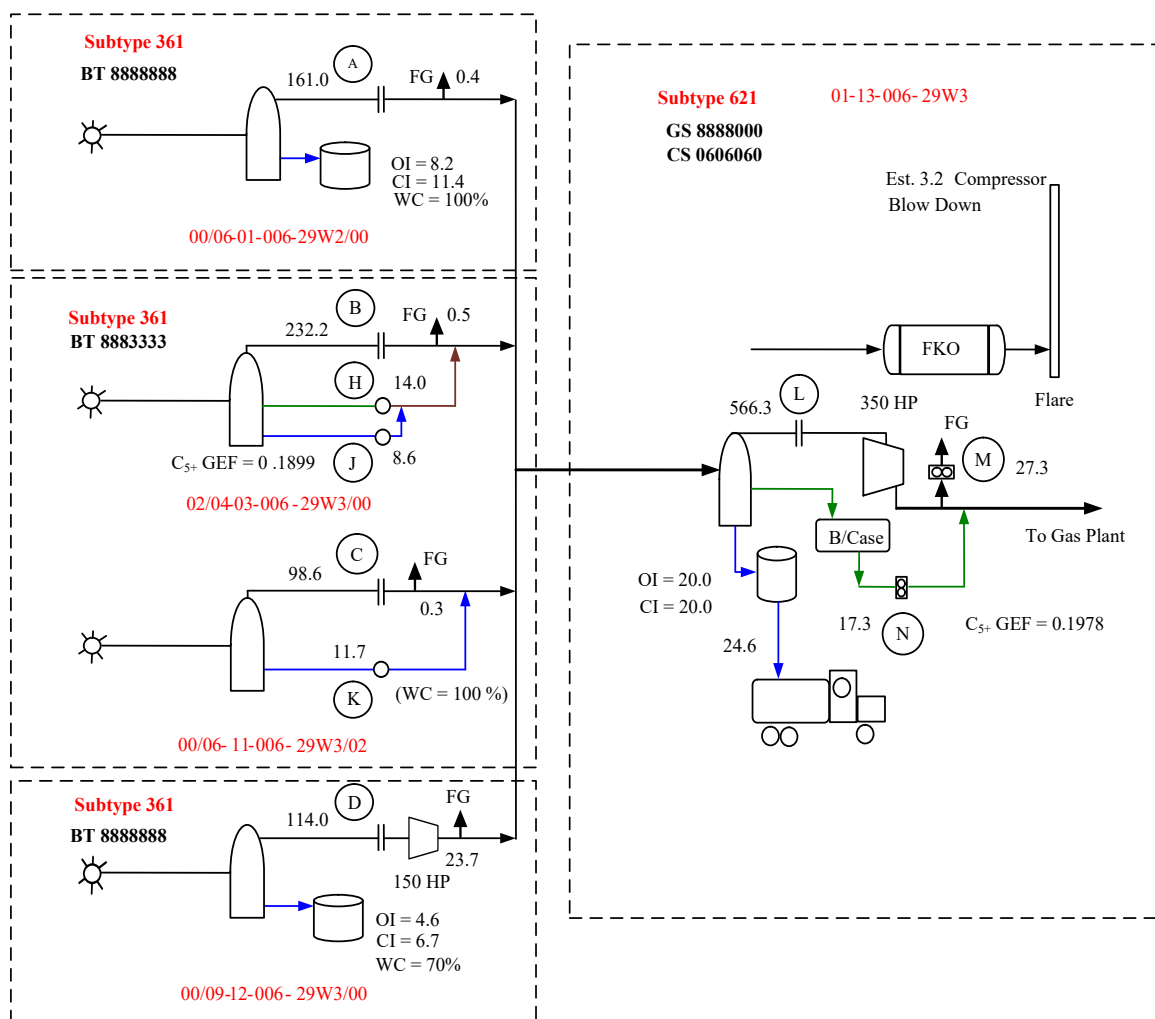 Subtype 361
BT 8888888
161.0
A
FG
0.4
OI = 8.2
CI = 11.4
WC = 100%
00/06-01-006-29W2/00
Subtype 361
BT 8883333
232.2
B
FG
0.5
H
14.0
J
8.6
C5+ GEF = 0 .1899
02/04-03-006 - 29W3/00
98.6
C
FG
0.3
11.7
K
(WC = 100 %)
00/06- 11-006- 29W3/02
Subtype 361
BT 8888888
114.0
D
FG
23.7
150 HP
OI = 4.6
CI = 6.7
WC = 70%
00/09-12-006 - 29W3/00
Subtype 621
01-13-006-29W3
GS 8888000
CS 0606060
Est. 3.2 Compressor
Blow Down
FKO
Flare
566.3
L
350 HP
FG
M
27.3
To Gas Plant
B/Case
OI = 20.0
CI = 20.0
17.3
N
C5+ GEF = 0.1978
24.6